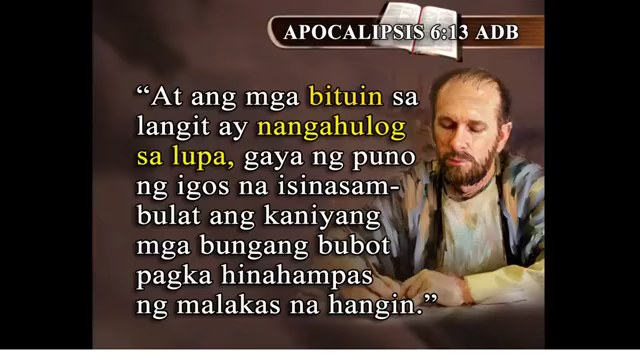 APOCALIPSIS 6:13 ADB
“At ang mga bituin sa
langit ay nangahulog
sa lupa, gaya ng puno
ng igos na isinasam-
bulat ang kaniyang
mga bungang bubot
pagka hinahampas
ng malakas na hangin.”